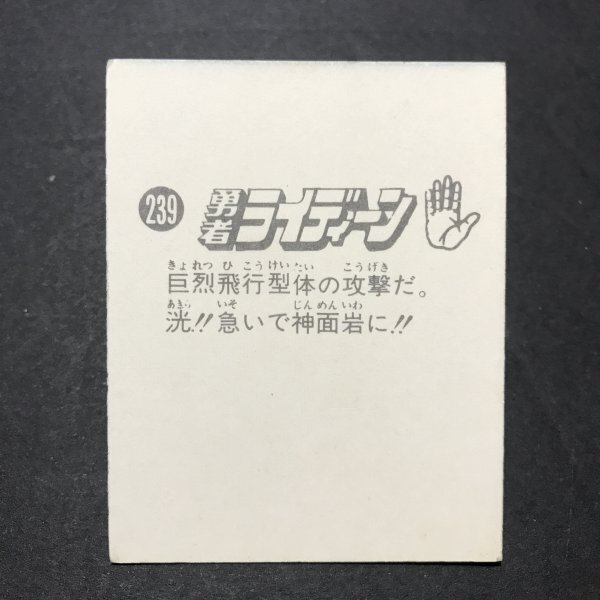 239 勇者ライディーン
きょれつひこうけいたい こうげき
巨烈飛行型体の攻撃だ。
あきら いそ じんめんいわ
洸!!急いで神面岩に!!